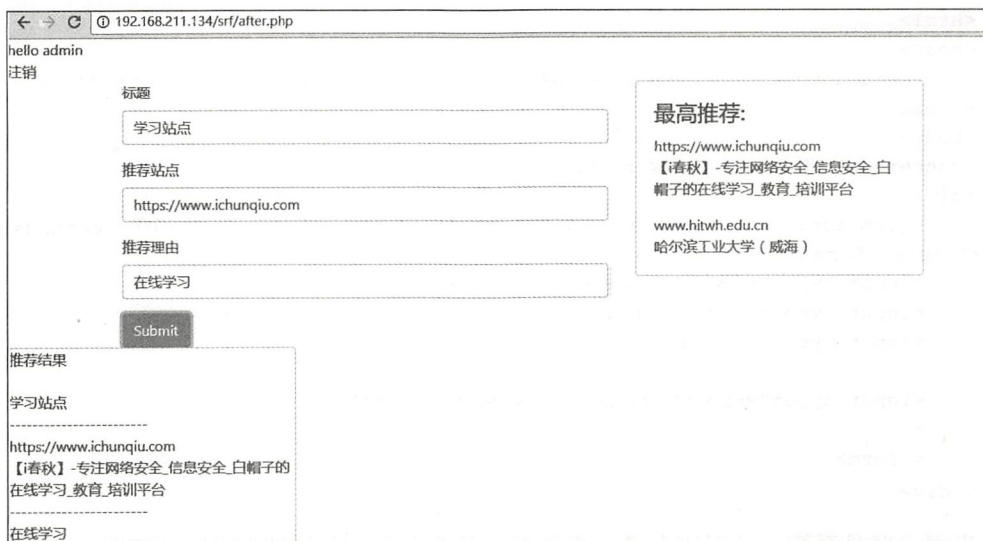 192.168.211.134/srf/after.php
hello admin
注销
标题
学习站点
推荐站点
https://www.ichunqiu.com
推荐理由
在线学习
Submit
最高推荐:
https://www.ichunqiu.com
【i春秋】-专注网络安全_信息安全_白
帽子的在线学习_教育_培训平台
www.hitwh.edu.cn
哈尔滨工业大学（威海）
推荐结果
学习站点
------------------------
https://www.ichunqiu.com
【i春秋】-专注网络安全_信息安全_白帽子的
在线学习_教育_培训平台
------------------------
在线学习